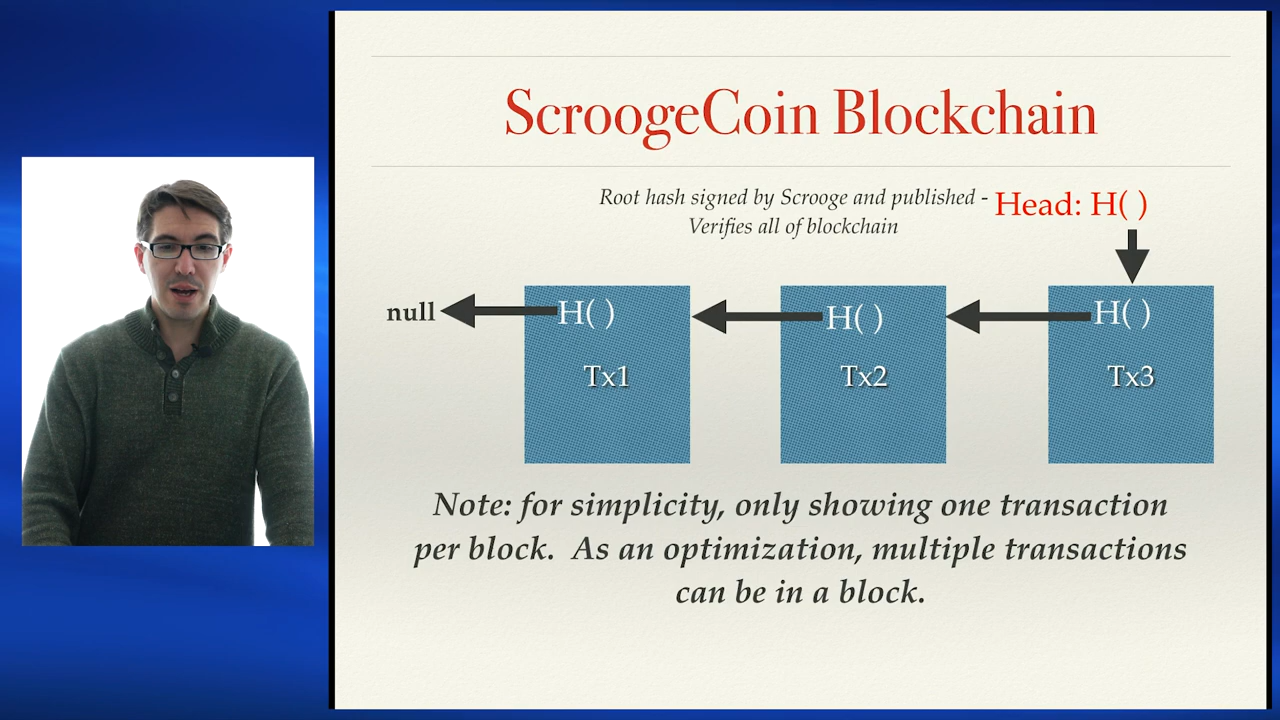 ScroogeCoin Blockchain
Root hash signed by Scrooge and published -
Verifies all of blockchain
Head: H( )
null
H( )
H( )
H( )
Tx1
Tx2
Tx3
Note: for simplicity, only showing one transaction
per block. As an optimization, multiple transactions
can be in a block.